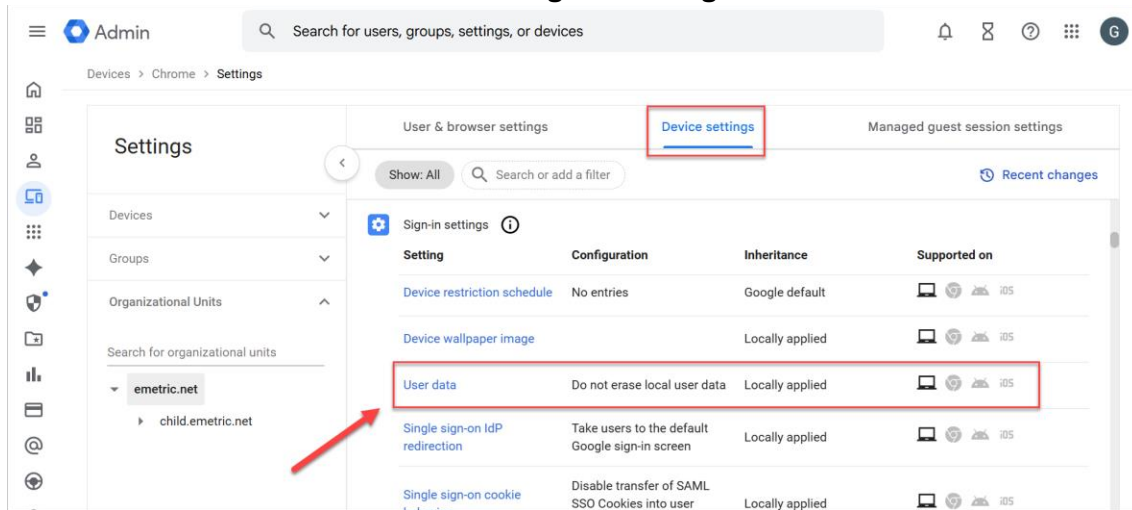 Admin
Search for users, groups, settings, or devices
G
Devices > Chrome > Settings
Settings
User & browser settings
Device settings
Managed guest session settings
Show: All
Search or add a filter
Recent changes
Devices
Groups
Organizational Units
Search for organizational units
emetric.net
child.emetric.net
Sign-in settings
Setting Configuration Inheritance Supported on
Device restriction schedule No entries Google default iOS
Device wallpaper image Locally applied iOS
User data Do not erase local user data Locally applied iOS
Single sign-on IdP Take users to the default
redirection Google sign-in screen Locally applied iOS
Disable transfer of SAML
Single sign-on cookie SSO Cookies into user Locally applied iOS